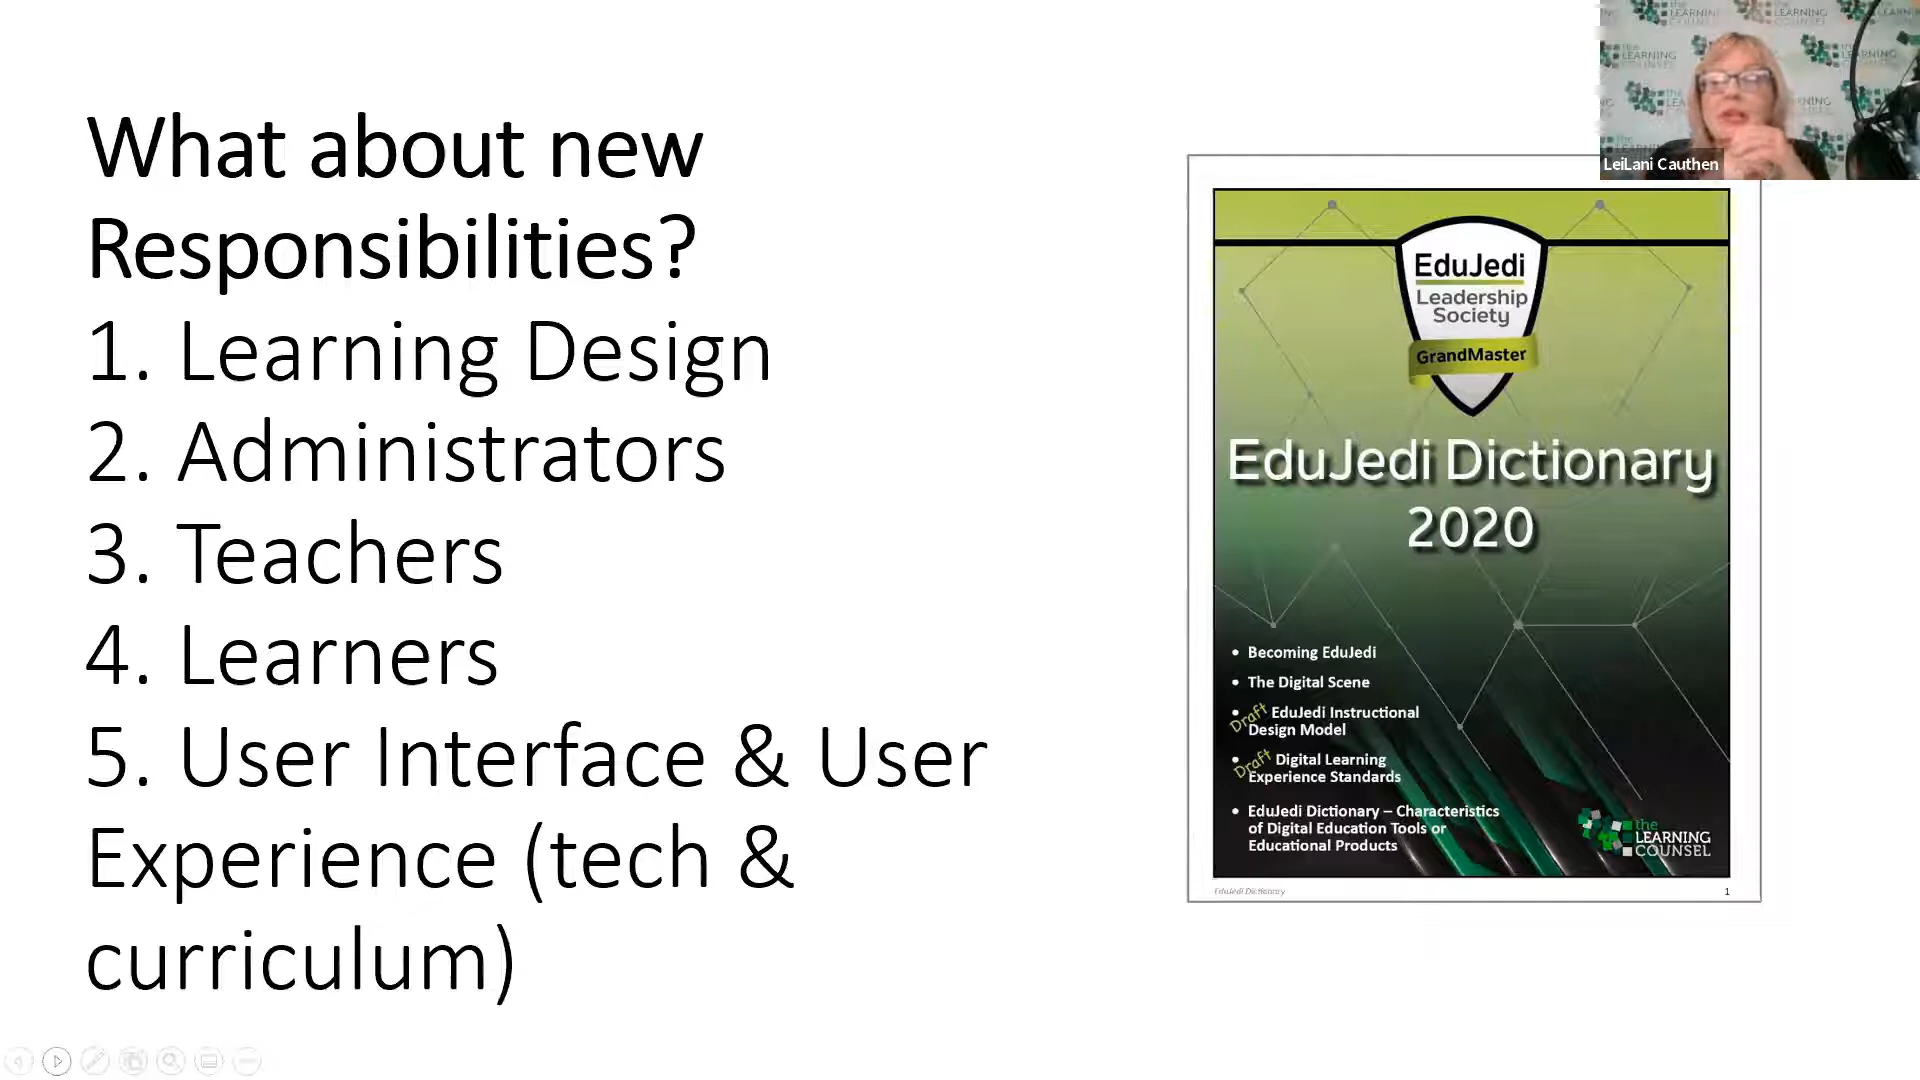 What about new
Responsibilities?
1. Learning Design
2. Administrators
3. Teachers
4. Learners
5. User Interface & User
Experience (tech &
curriculum)
LeiLani Cauthen
EduJedi
Leadership
Society
GrandMaster
EduJedi Dictionary
2020
• Becoming EduJedi
• The Digital Scene
• Draft EduJedi Instructional
Design Model
• Draft Digital Learning
Experience Standards
• EduJedi Dictionary – Characteristics
of Digital Education Tools or
Educational Products
the
LEARNING
COUNSEL
EduJedi Dictionary
1